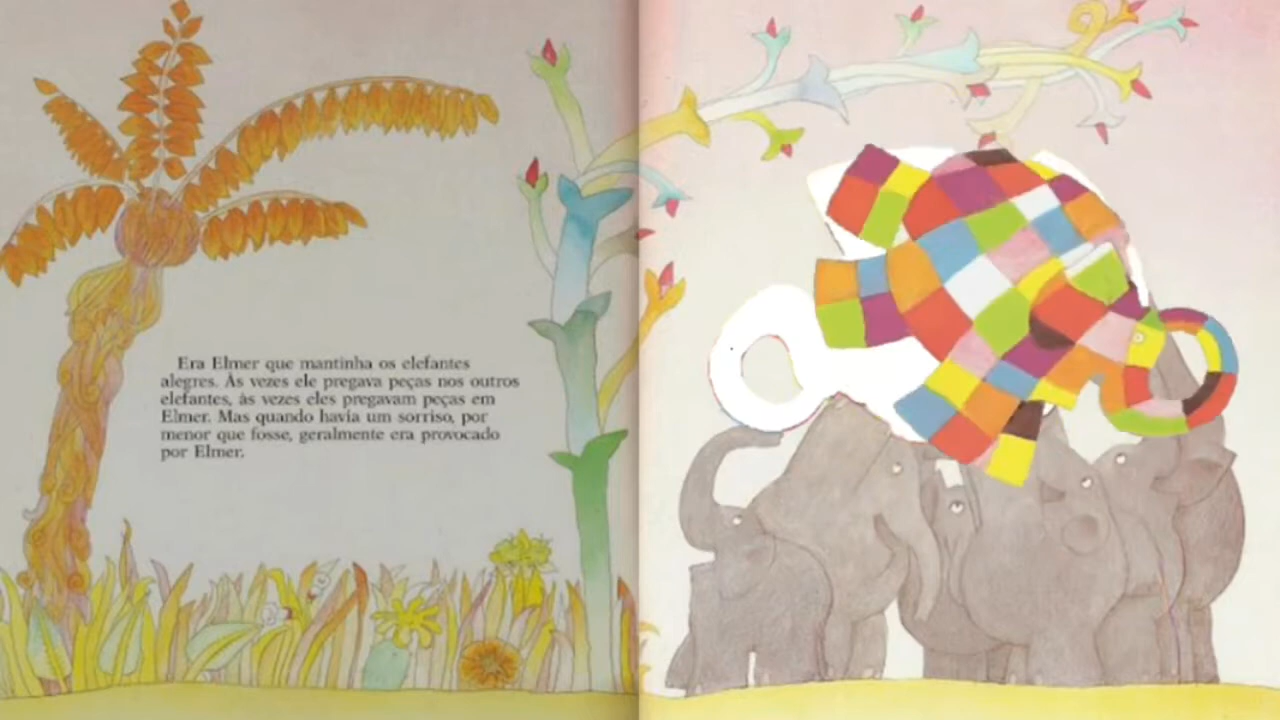 Era Elmer que mantinha os elefantes
alegres. Às vezes ele pregava peças nos outros
elefantes, às vezes eles pregavam peças em
Elmer. Mas quando havia um sorriso, por
menor que fosse, geralmente era provocado
por Elmer.